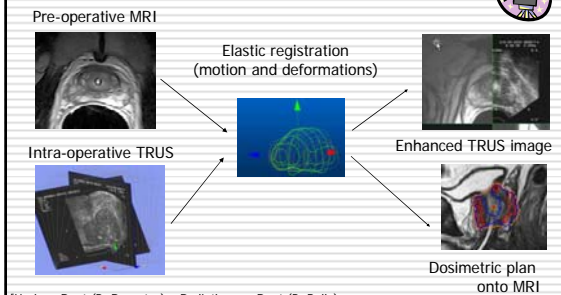 Pre-operative MRI
Elastic registration
(motion and deformations)
Intra-operative TRUS
Enhanced TRUS image
Dosimetric plan
onto MRI